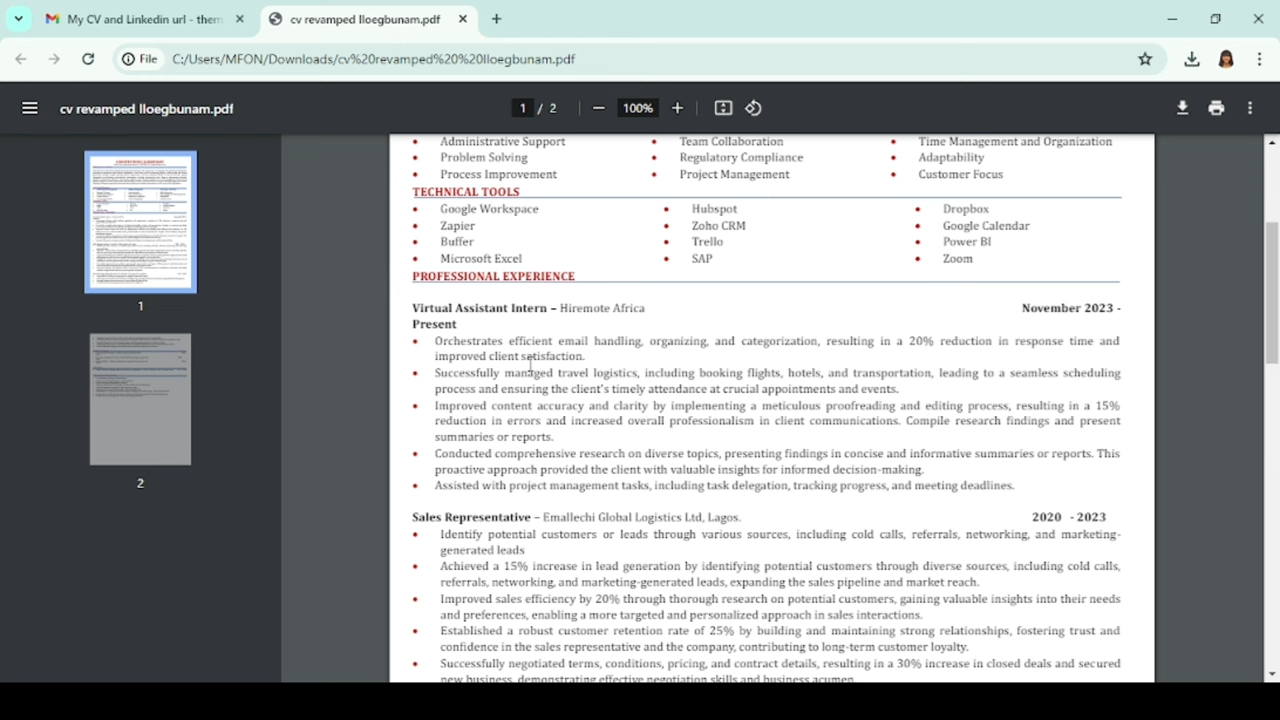 My CV and Linkedin url - them
cv revamped Iloegbunam.pdf
File
C:/Users/MFON/Downloads/cv%20revamped%20%20Iloegbunam.pdf
cv revamped Iloegbunam.pdf
1 / 2
100%
Administrative Support Team Collaboration Time Management and Organization
Problem Solving Regulatory Compliance Adaptability
Process Improvement Project Management Customer Focus
TECHNICAL TOOLS
Google Workspace Hubspot Dropbox
Zapier Zoho CRM Google Calendar
Buffer Trello Power BI
Microsoft Excel SAP Zoom
PROFESSIONAL EXPERIENCE
Virtual Assistant Intern – Hiremote Africa November 2023 -
Present
Orchestrates efficient email handling, organizing, and categorization, resulting in a 20% reduction in response time and
improved client satisfaction.
Successfully managed travel logistics, including booking flights, hotels, and transportation, leading to a seamless scheduling
process and ensuring the client's timely attendance at crucial appointments and events.
Improved content accuracy and clarity by implementing a meticulous proofreading and editing process, resulting in a 15%
reduction in errors and increased overall professionalism in client communications. Compile research findings and present
summaries or reports.
Conducted comprehensive research on diverse topics, presenting findings in concise and informative summaries or reports. This
proactive approach provided the client with valuable insights for informed decision-making.
Assisted with project management tasks, including task delegation, tracking progress, and meeting deadlines.
Sales Representative – Emallechi Global Logistics Ltd, Lagos. 2020 - 2023
Identify potential customers or leads through various sources, including cold calls, referrals, networking, and marketing-
generated leads
Achieved a 15% increase in lead generation by identifying potential customers through diverse sources, including cold calls,
referrals, networking, and marketing-generated leads, expanding the sales pipeline and market reach.
Improved sales efficiency by 20% through thorough research on potential customers, gaining valuable insights into their needs
and preferences, enabling a more targeted and personalized approach in sales interactions.
Established a robust customer retention rate of 25% by building and maintaining strong relationships, fostering trust and
confidence in the sales representative and the company, contributing to long-term customer loyalty.
Successfully negotiated terms, conditions, pricing, and contract details, resulting in a 30% increase in closed deals and secured
new business, demonstrating effective negotiation skills and business acumen.
1
2